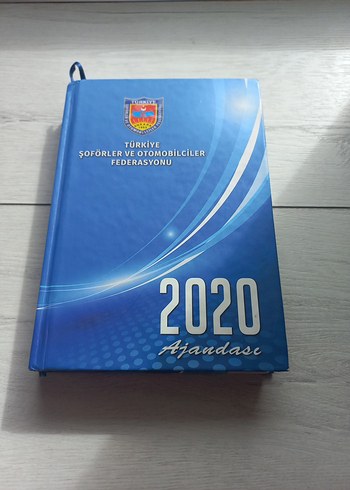 TÜRKİYE
ŞOFÖRLER VE OTOMOBİLCİLER
FEDERASYONU
2020
Ajandası